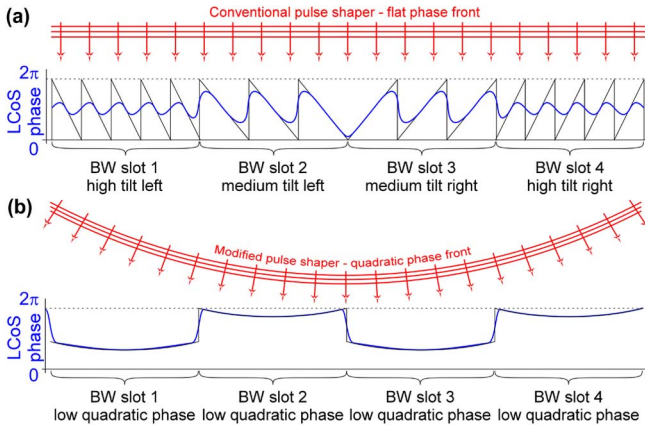 (a)
Conventional pulse shaper - flat phase front
2π
LCoS
phase
0
BW slot 1
high tilt left
BW slot 2
medium tilt left
BW slot 3
medium tilt right
BW slot 4
high tilt right
(b)
Modified pulse shaper - quadratic phase front
2π
LCoS
phase
0
BW slot 1
low quadratic phase
BW slot 2
low quadratic phase
BW slot 3
low quadratic phase
BW slot 4
low quadratic phase